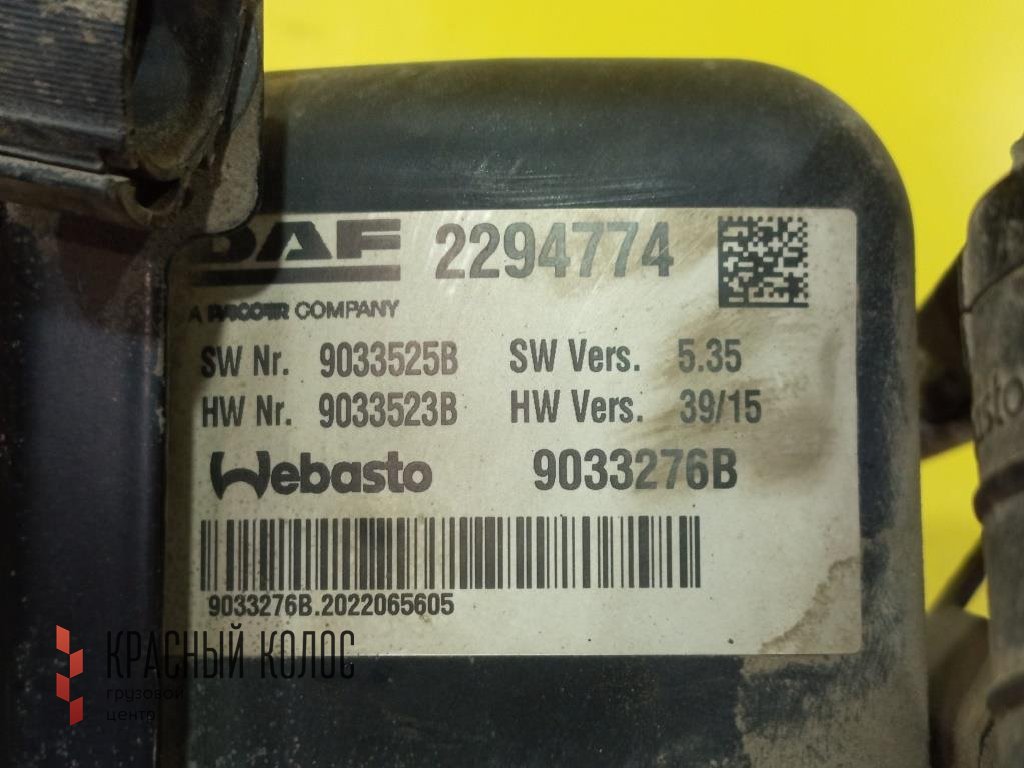 DAF 2294774
A PACCAR COMPANY
SW Nr. 9033525B SW Vers. 5.35
HW Nr. 9033523B HW Vers. 39/15
Webasto 9033276B
9033276B.2022065605
КРАСНЫЙ КОЛОС
грузовой
центр